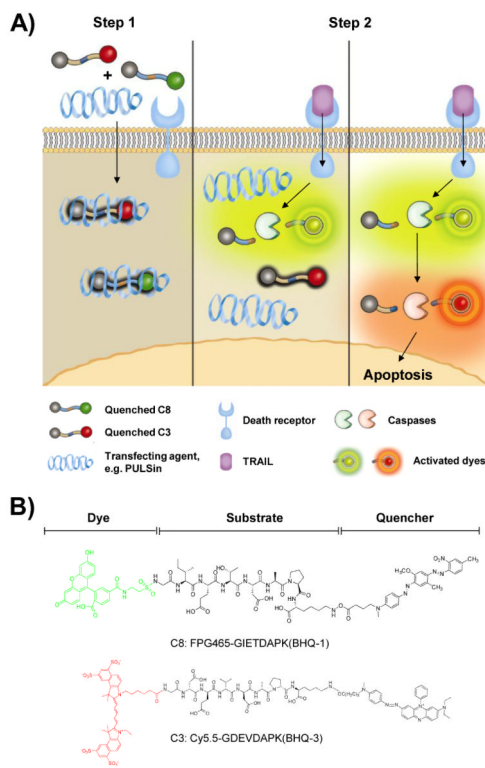 A)
Step 1
Step 2
+
Apoptosis
Quenched C8
Quenched C3
Transfecting agent,
e.g. PULSin
Death receptor
TRAIL
Caspases
Activated dyes
B)
Dye
Substrate
Quencher
C8: FPG465-GIETDAPK(BHQ-1)
C3: Cy5.5-GDEVDAPK(BHQ-3)